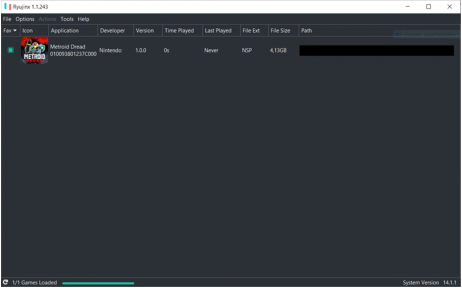 Ryujinx 1.1.243
File Options Actions Tools Help
Fav Icon Application Developer Version Time Played Last Played File Ext File Size Path
METROID
Metroid Dread
010093801237C000
Nintendo 1.0.0 0s Never NSP 4,13GB
1/1 Games Loaded
System Version 14.1.1